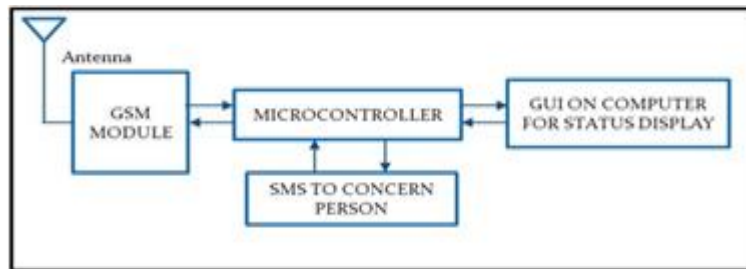 Antenna
GSM
MODULE
MICROCONTROLLER
GUI ON COMPUTER
FOR STATUS DISPLAY
SMS TO CONCERN
PERSON